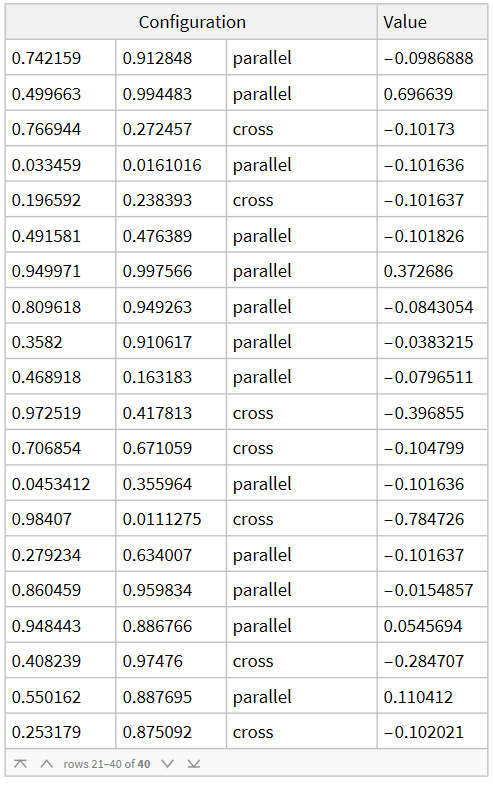 Configuration Value
0.742159 0.912848 parallel −0.0986888
0.499663 0.994483 parallel 0.696639
0.766944 0.272457 cross −0.10173
0.033459 0.0161016 parallel −0.101636
0.196592 0.238393 cross −0.101637
0.491581 0.476389 parallel −0.101826
0.949971 0.997566 parallel 0.372686
0.809618 0.949263 parallel −0.0843054
0.3582 0.910617 parallel −0.0383215
0.468918 0.163183 parallel −0.0796511
0.972519 0.417813 cross −0.396855
0.706854 0.671059 cross −0.104799
0.0453412 0.355964 parallel −0.101636
0.98407 0.0111275 cross −0.784726
0.279234 0.634007 parallel −0.101637
0.860459 0.959834 parallel −0.0154857
0.948443 0.886766 parallel 0.0545694
0.408239 0.97476 cross −0.284707
0.550162 0.887695 parallel 0.110412
0.253179 0.875092 cross −0.102021
rows 21–40 of 40